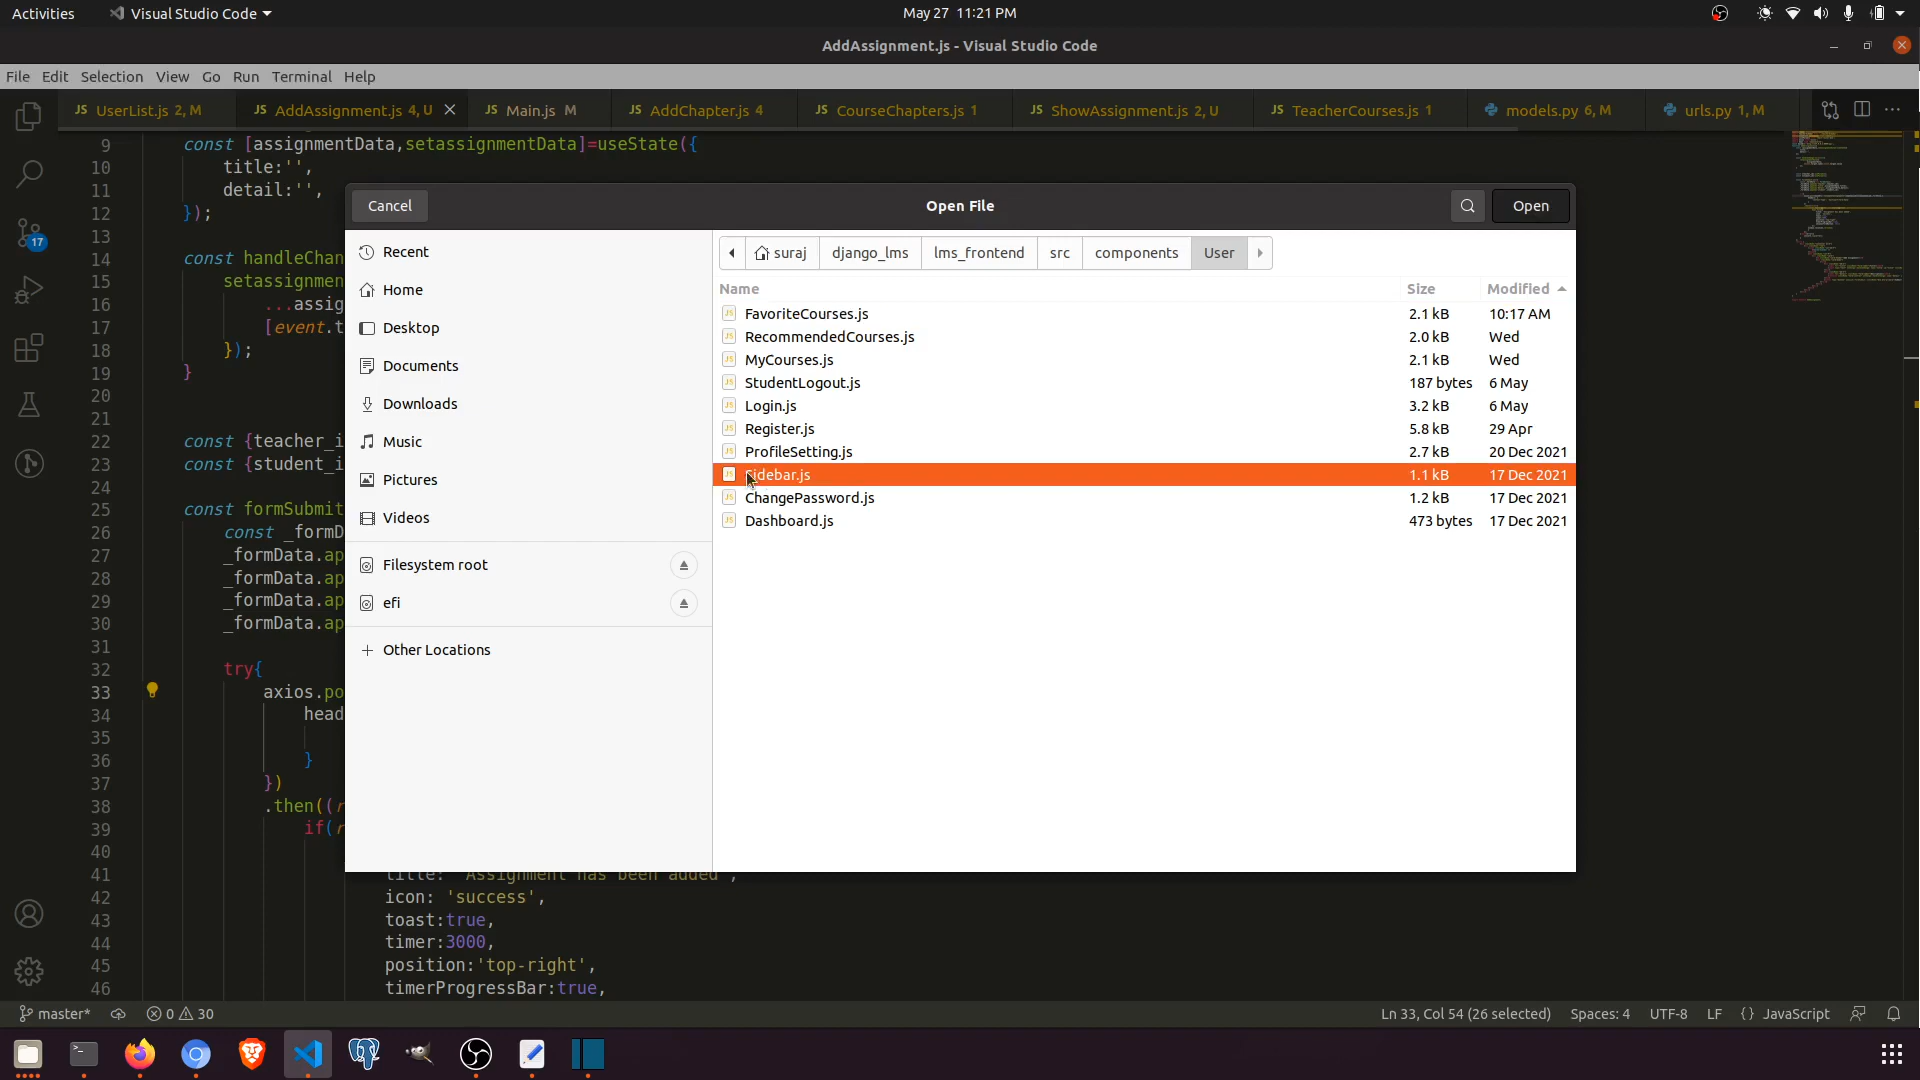 Activities
Visual Studio Code
May 27 11:21 PM
AddAssignment.js - Visual Studio Code
File Edit Selection View Go Run Terminal Help
JS UserList.js 2, M
JS AddAssignment.js 4, U
JS Main.js M
JS AddChapter.js 4
JS CourseChapters.js 1
JS ShowAssignment.js 2, U
JS TeacherCourses.js 1
models.py 6, M
urls.py 1, M
17
9 const [assignmentData,setassignmentData]=useState({
10 title:'',
11 detail:'',
12 });
13
14 const handleChan
15 setassignmen
16 ...assig
17 [event.t
18 });
19 }
20
21
22 const {teacher_i
23 const {student_i
24
25 const formSubmit
26 const _formD
27 _formData.ap
28 _formData.ap
29 _formData.ap
30 _formData.ap
31
32 try{
33 axios.po
34 head
35
36 }
37 })
38 .then((r
39 if(r
40
41 title: 'Assignment has been added',
42 icon: 'success',
43 toast:true,
44 timer:3000,
45 position:'top-right',
46 timerProgressBar:true,
Cancel
Open File
Open
Recent
Home
Desktop
Documents
Downloads
Music
Pictures
Videos
Filesystem root
efi
Other Locations
suraj django_lms lms_frontend src components User
Name Size Modified
FavoriteCourses.js 2.1 kB 10:17 AM
RecommendedCourses.js 2.0 kB Wed
MyCourses.js 2.1 kB Wed
StudentLogout.js 187 bytes 6 May
Login.js 3.2 kB 6 May
Register.js 5.8 kB 29 Apr
ProfileSetting.js 2.7 kB 20 Dec 2021
Sidebar.js 1.1 kB 17 Dec 2021
ChangePassword.js 1.2 kB 17 Dec 2021
Dashboard.js 473 bytes 17 Dec 2021
master* 0 30
Ln 33, Col 54 (26 selected) Spaces: 4 UTF-8 LF {} JavaScript